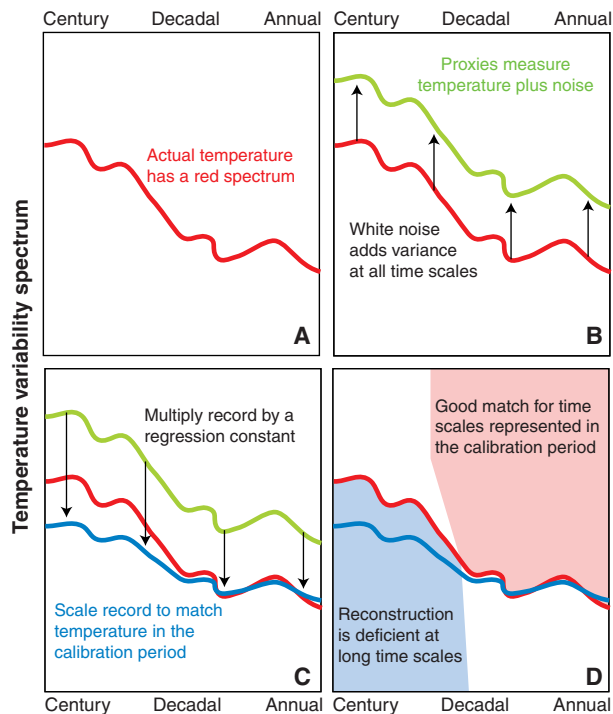 Century Decadal Annual
Century Decadal Annual
Temperature variability spectrum
Actual temperature
has a red spectrum
A
Proxies measure
temperature plus noise
White noise
adds variance
at all time scales
B
Multiply record by a
regression constant
Scale record to match
temperature in the
calibration period
C
Good match for time
scales represented in
the calibration period
Reconstruction
is deficient at
long time scales
D
Century Decadal Annual
Century Decadal Annual